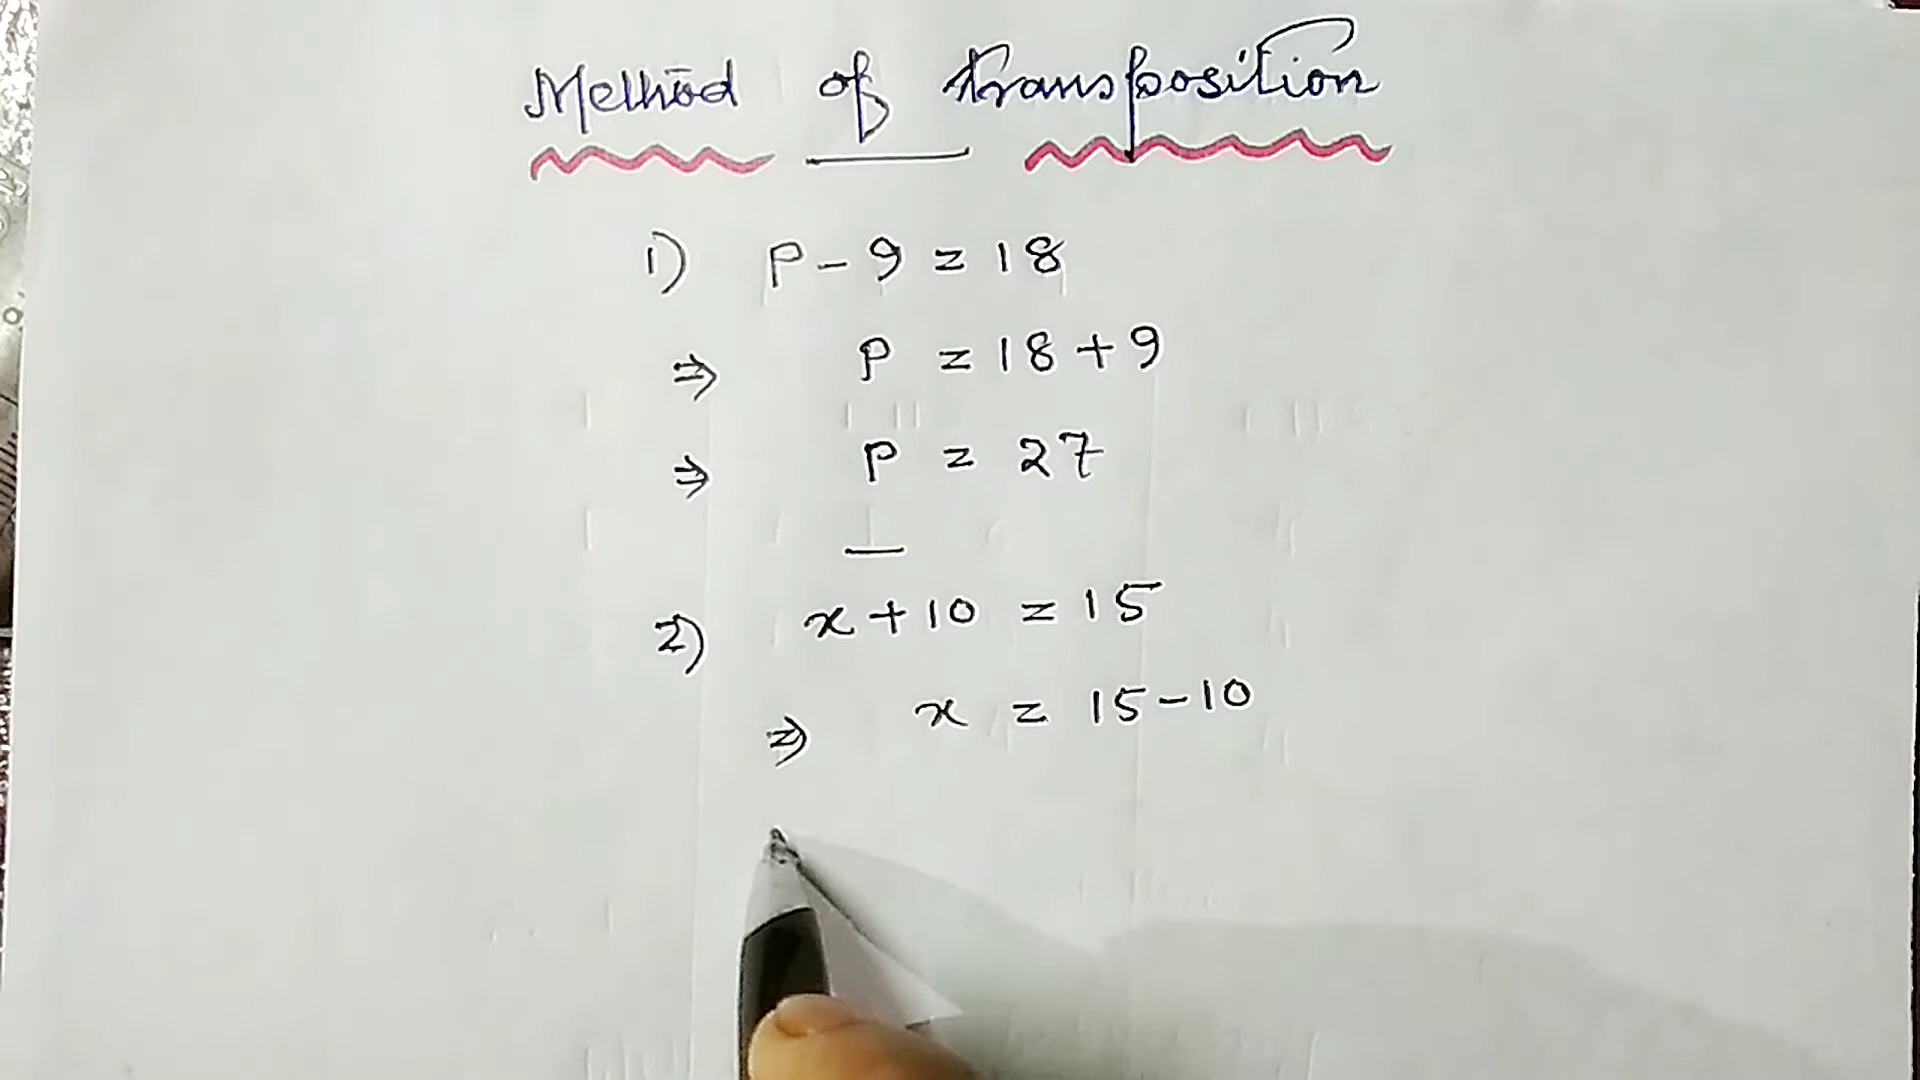 Method of transposition
1) P - 9 = 18
⇒ P = 18 + 9
⇒ P = 27
2) x + 10 = 15
⇒ x = 15 - 10